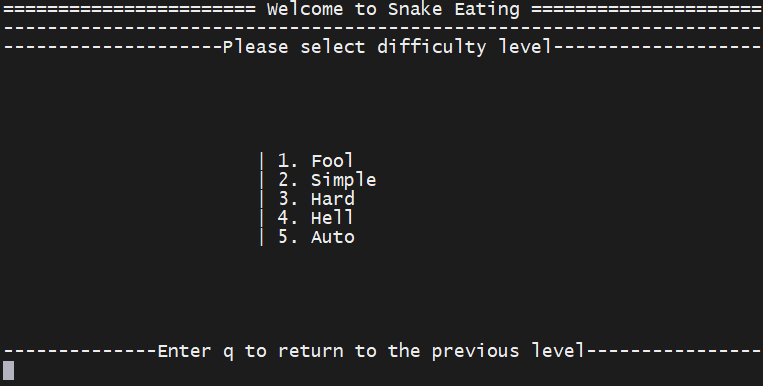 ======================= Welcome to Snake Eating =====================
---------------------------------------------------------------------
--------------------Please select difficulty level-------------------
| 1. Fool
| 2. Simple
| 3. Hard
| 4. Hell
| 5. Auto
--------------Enter q to return to the previous level----------------